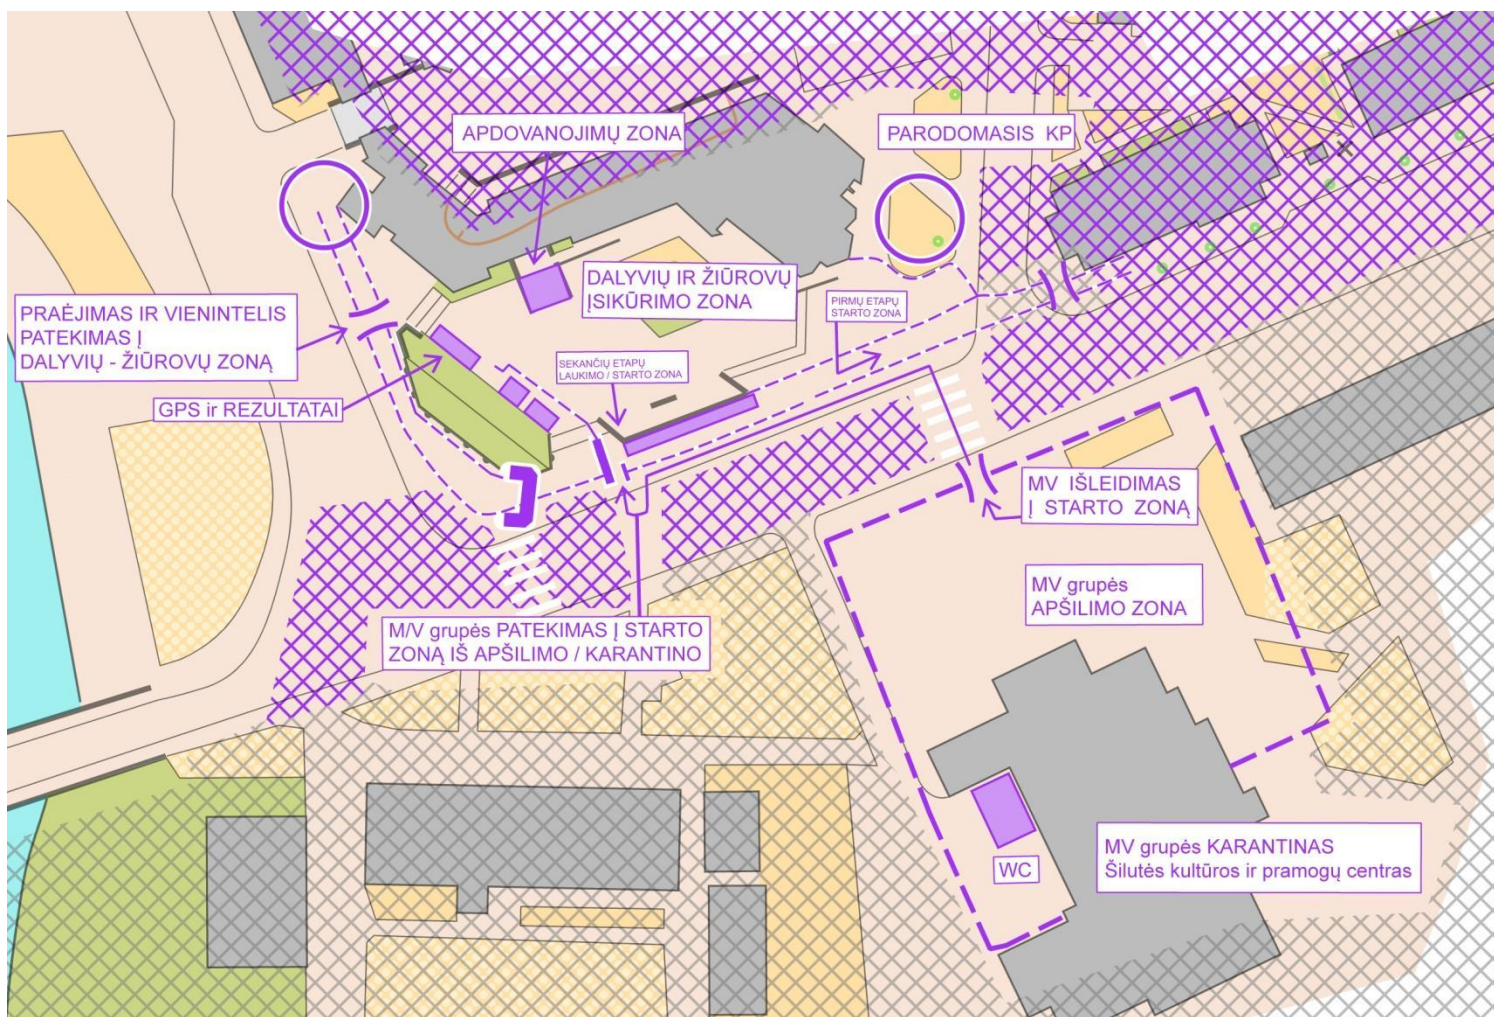 APDOVANOJIMŲ ZONA
PARODOMASIS KP
DALYVIŲ IR ŽIŪROVŲ
ĮSIKŪRIMO ZONA
PIRMŲ ETAPŲ
STARTO ZONA
PRAĖJIMAS IR VIENINTELIS
PATEKIMAS Į
DALYVIŲ - ŽIŪROVŲ ZONĄ
SEKANČIŲ ETAPŲ
LAUKIMO / STARTO ZONA
GPS ir REZULTATAI
MV IŠLEIDIMAS
Į STARTO ZONĄ
MV grupės
APŠILIMO ZONA
M/V grupės PATEKIMAS Į STARTO
ZONĄ IŠ APŠILIMO / KARANTINO
MV grupės KARANTINAS
Šilutės kultūros ir pramogų centras
WC